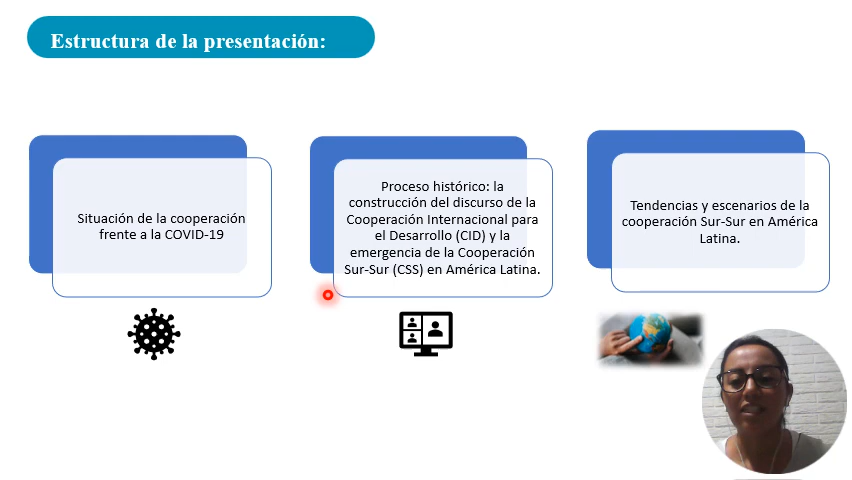 Estructura de la presentación:
Situación de la cooperación
frente a la COVID-19
Proceso histórico: la
construcción del discurso de la
Cooperación Internacional para
el Desarrollo (CID) y la
emergencia de la Cooperación
Sur-Sur (CSS) en América Latina.
Tendencias y escenarios de la
cooperación Sur-Sur en América
Latina.